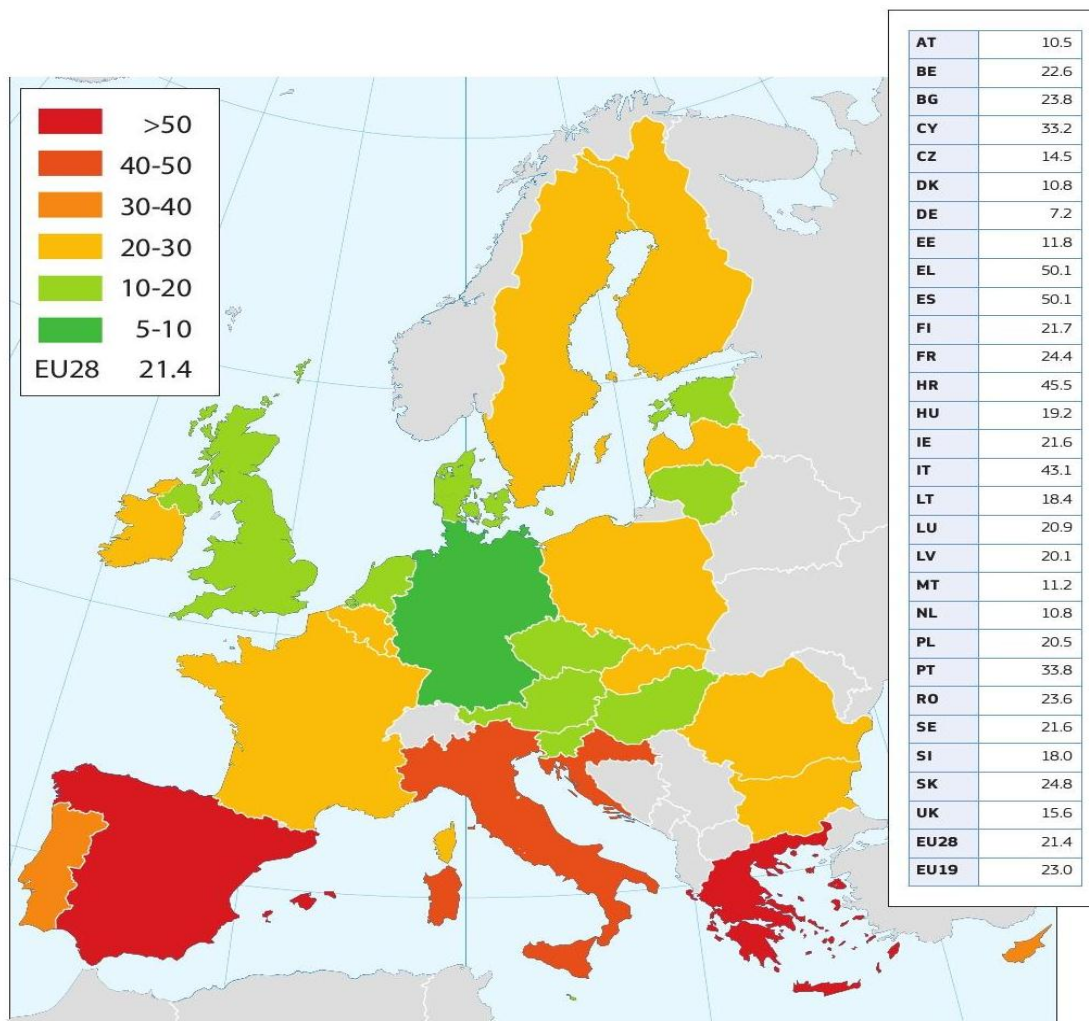 >50
40-50
30-40
20-30
10-20
5-10
EU28 21.4
AT 10.5
BE 22.6
BG 23.8
CY 33.2
CZ 14.5
DK 10.8
DE 7.2
EE 11.8
EL 50.1
ES 50.1
FI 21.7
FR 24.4
HR 45.5
HU 19.2
IE 21.6
IT 43.1
LT 18.4
LU 20.9
LV 20.1
MT 11.2
NL 10.8
PL 20.5
PT 33.8
RO 23.6
SE 21.6
SI 18.0
SK 24.8
UK 15.6
EU28 21.4
EU19 23.0